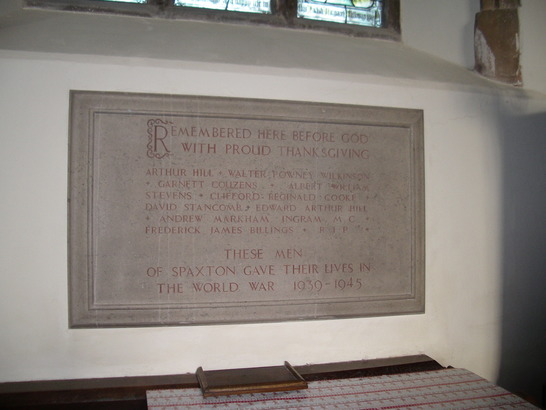 REMEMBERED HERE BEFORE GOD
WITH PROUD THANKSGIVING
ARTHUR HILL • WALTER TOWNEY WILKINSON
• GARNETT COUZENS • ALBERT WILLIAM
STEVENS • CLIFFORD REGINALD COOKE •
DAVID STANCOMB • EDWARD ARTHUR HILL
• ANDREW MARKHAM INGRAM M.C. •
FREDERICK JAMES BILLINGS • R.I.P. •
THESE MEN
OF SPAXTON GAVE THEIR LIVES IN
THE WORLD WAR 1939-1945